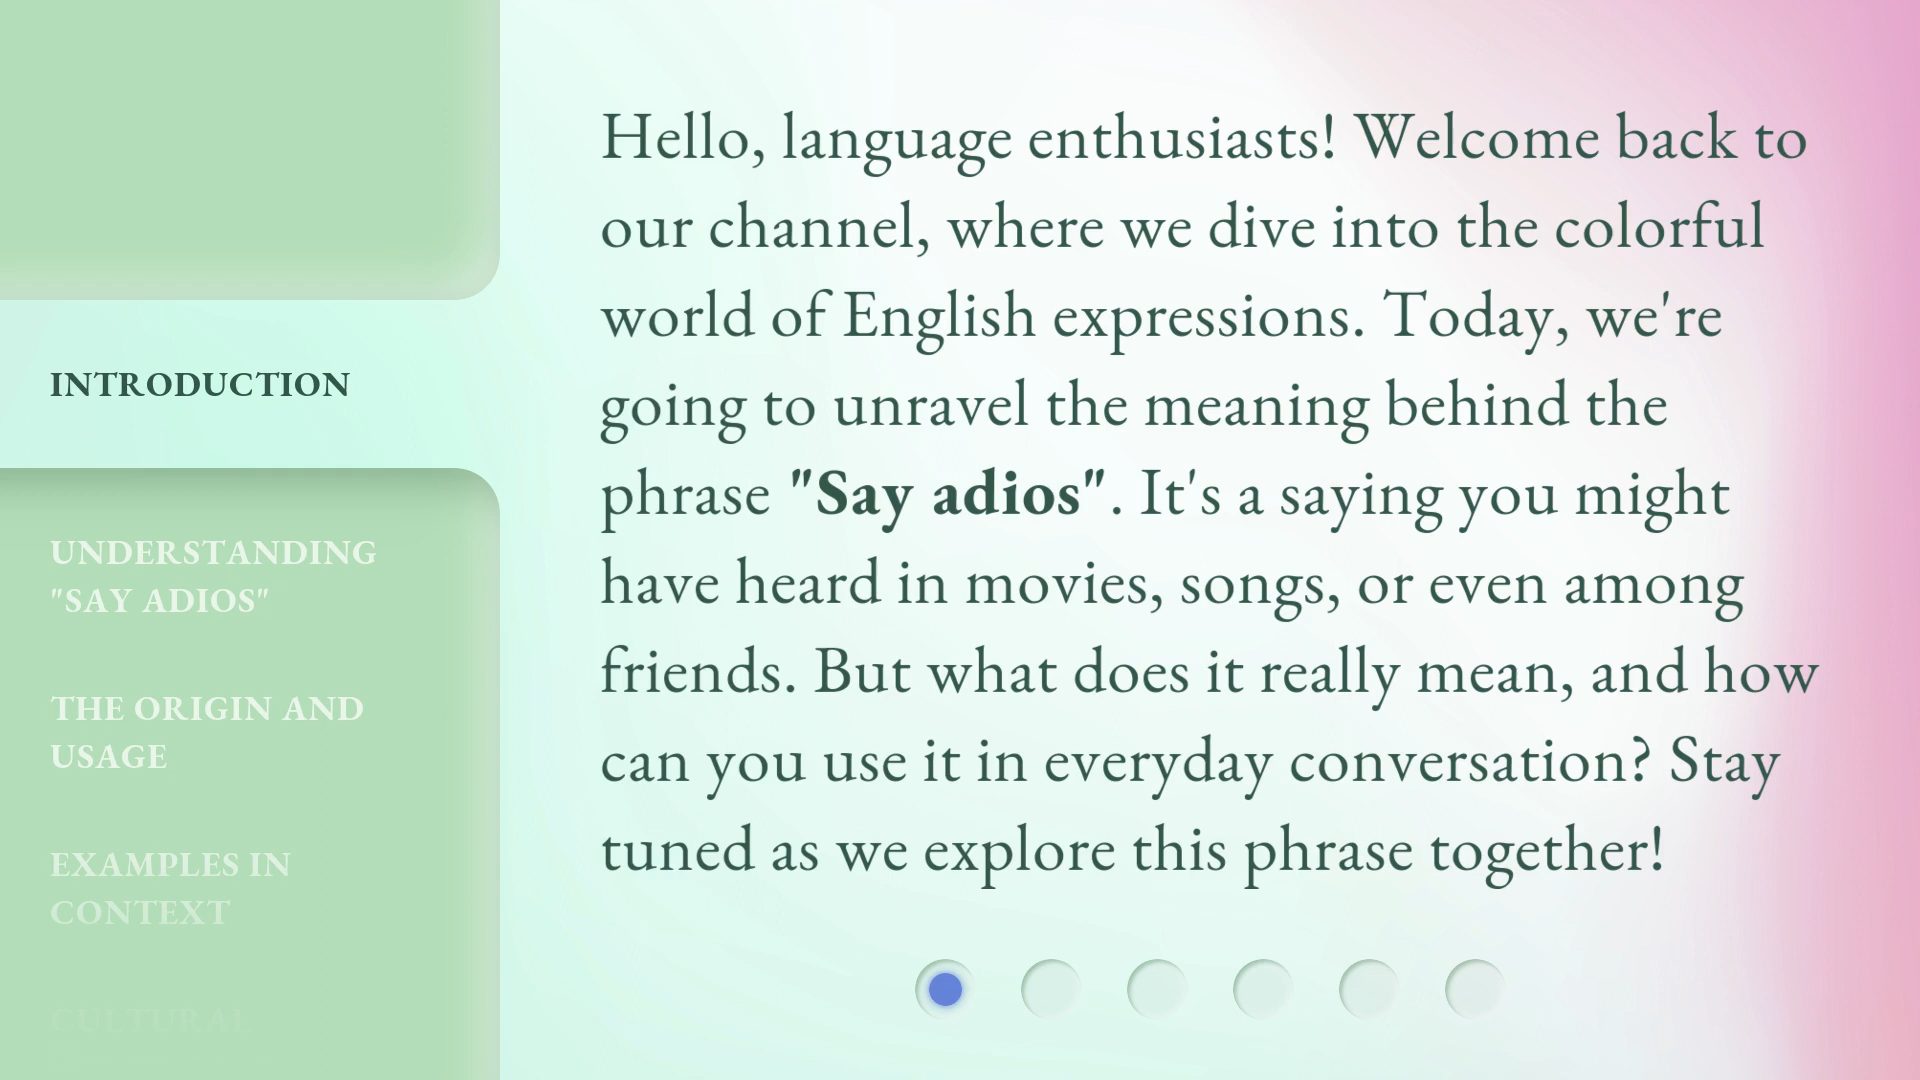 INTRODUCTION
UNDERSTANDING
"SAY ADIOS"
THE ORIGIN AND
USAGE
EXAMPLES IN
CONTEXT
CULTURAL
Hello, language enthusiasts! Welcome back to
our channel, where we dive into the colorful
world of English expressions. Today, we're
going to unravel the meaning behind the
phrase "Say adios". It's a saying you might
have heard in movies, songs, or even among
friends. But what does it really mean, and how
can you use it in everyday conversation? Stay
tuned as we explore this phrase together!